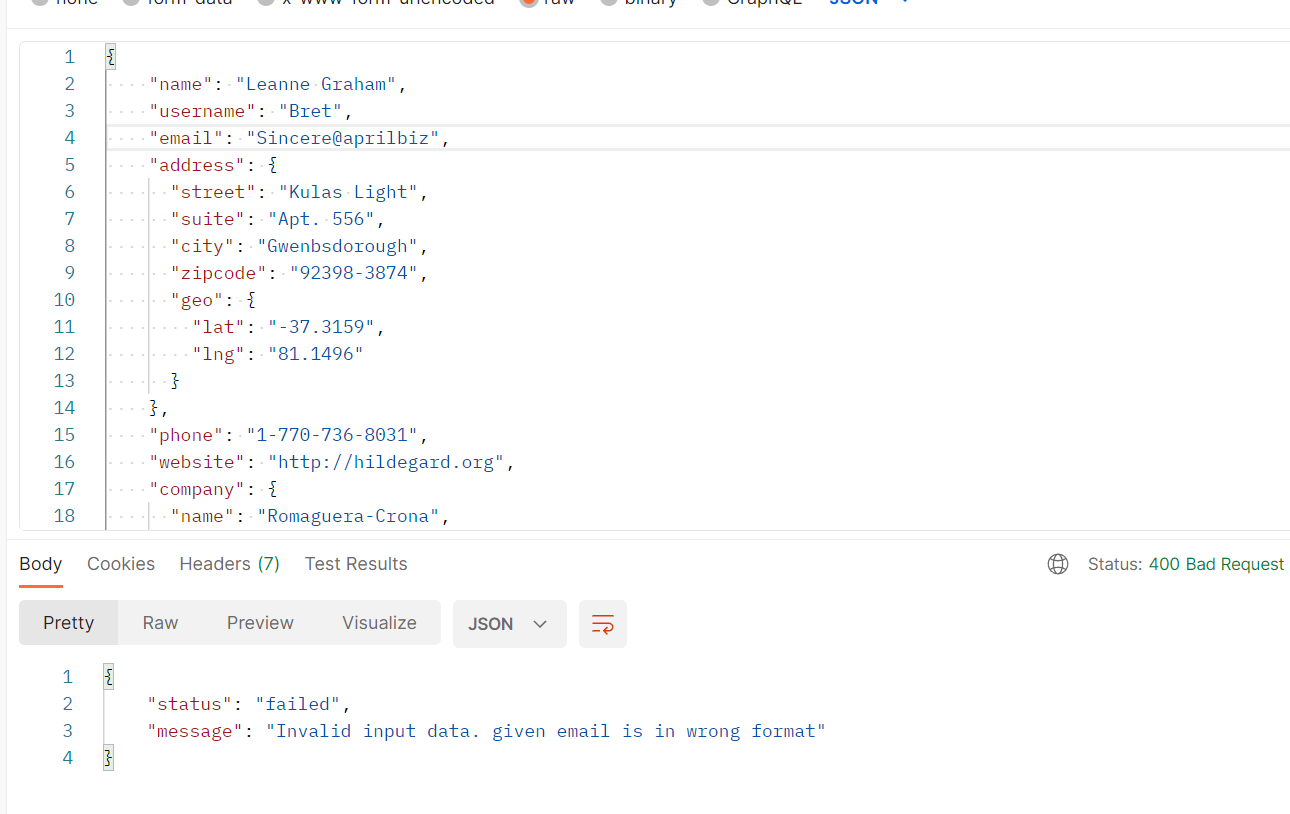 none form-data x-www-form-urlencoded raw binary GraphQL JSON
1 {
2 "name": "Leanne Graham",
3 "username": "Bret",
4 "email": "Sincere@aprilbiz",
5 "address": {
6 "street": "Kulas Light",
7 "suite": "Apt. 556",
8 "city": "Gwenbsdorough",
9 "zipcode": "92398-3874",
10 "geo": {
11 "lat": "-37.3159",
12 "lng": "81.1496"
13 }
14 },
15 "phone": "1-770-736-8031",
16 "website": "http://hildegard.org",
17 "company": {
18 "name": "Romaguera-Crona",
Body Cookies Headers (7) Test Results Status: 400 Bad Request
Pretty Raw Preview Visualize JSON
1 {
2 "status": "failed",
3 "message": "Invalid input data. given email is in wrong format"
4 }